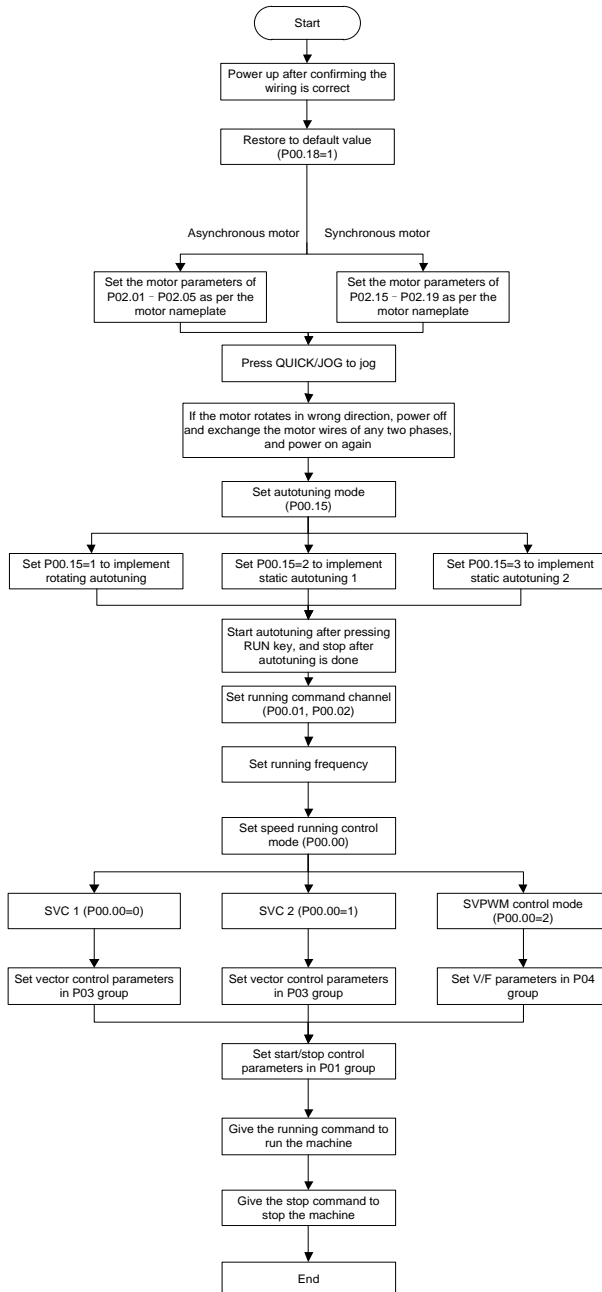 Start
Power up after confirming the
wiring is correct
Restore to default value
(P00.18=1)
Asynchronous motor
Synchronous motor
Set the motor parameters of
P02.01–P02.05 as per the
motor nameplate
Set the motor parameters of
P02.15–P02.19 as per the
motor nameplate
Press QUICK/JOG to jog
If the motor rotates in wrong direction, power off
and exchange the motor wires of any two phases,
and power on again
Set autotuning mode
(P00.15)
Set P00.15=1 to implement
rotating autotuning
Set P00.15=2 to implement
static autotuning 1
Set P00.15=3 to implement
static autotuning 2
Start autotuning after pressing
RUN key, and stop after
autotuning is done
Set running command channel
(P00.01, P00.02)
Set running frequency
Set speed running control
mode (P00.00)
SVC 1 (P00.00=0)
SVC 2 (P00.00=1)
SVPWM control mode
(P00.00=2)
Set vector control parameters
in P03 group
Set vector control parameters
in P03 group
Set V/F parameters in P04
group
Set start/stop control
parameters in P01 group
Give the running command to
run the machine
Give the stop command to
stop the machine
End